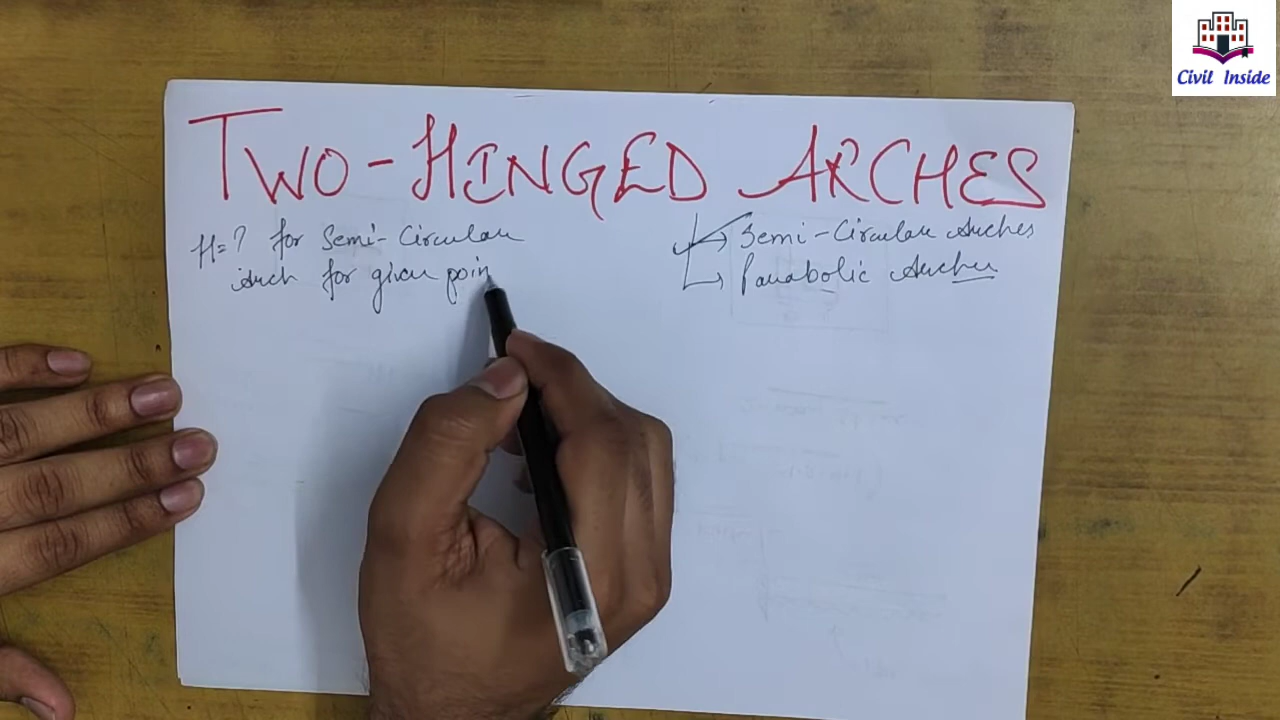 TWO-HINGED ARCHES
H=? for Semi-Circular
Arch for given poin
Semi-Circular Arches
Parabolic Arches
Civil Inside